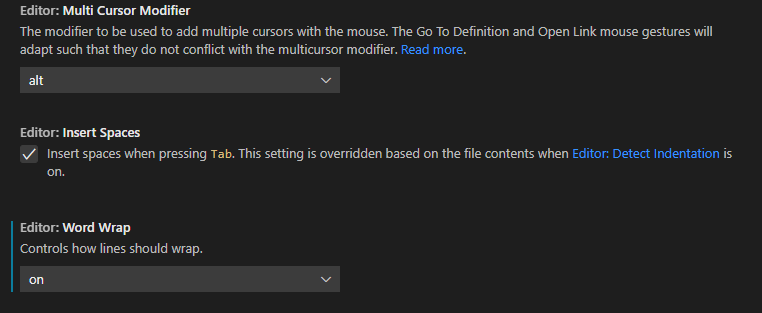 Editor: Multi Cursor Modifier
The modifier to be used to add multiple cursors with the mouse. The Go To Definition and Open Link mouse gestures will
adapt such that they do not conflict with the multicursor modifier. Read more.
alt
Editor: Insert Spaces
Insert spaces when pressing Tab. This setting is overridden based on the file contents when Editor: Detect Indentation is
on.
Editor: Word Wrap
Controls how lines should wrap.
on